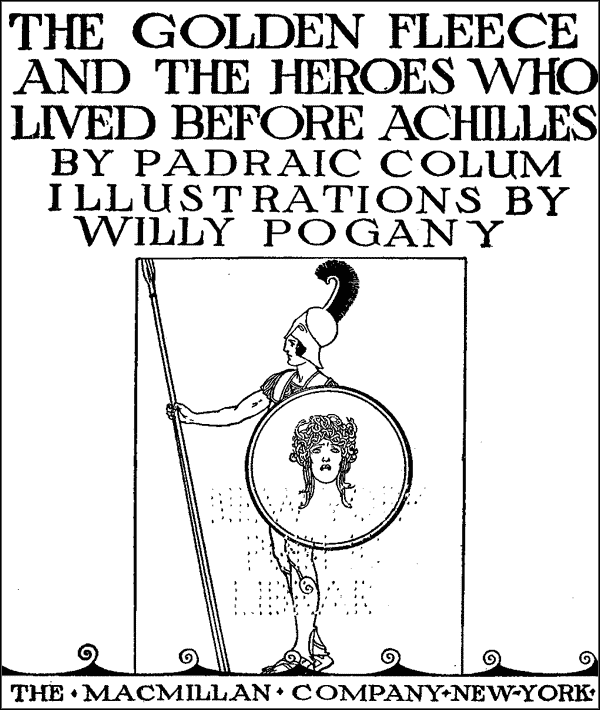 THE GOLDEN FLEECE
AND THE HEROES WHO
LIVED BEFORE ACHILLES
BY PADRAIC COLUM
ILLUSTRATIONS BY
WILLY POGANY
THE · MACMILLAN · COMPANY · NEW-YORK ·